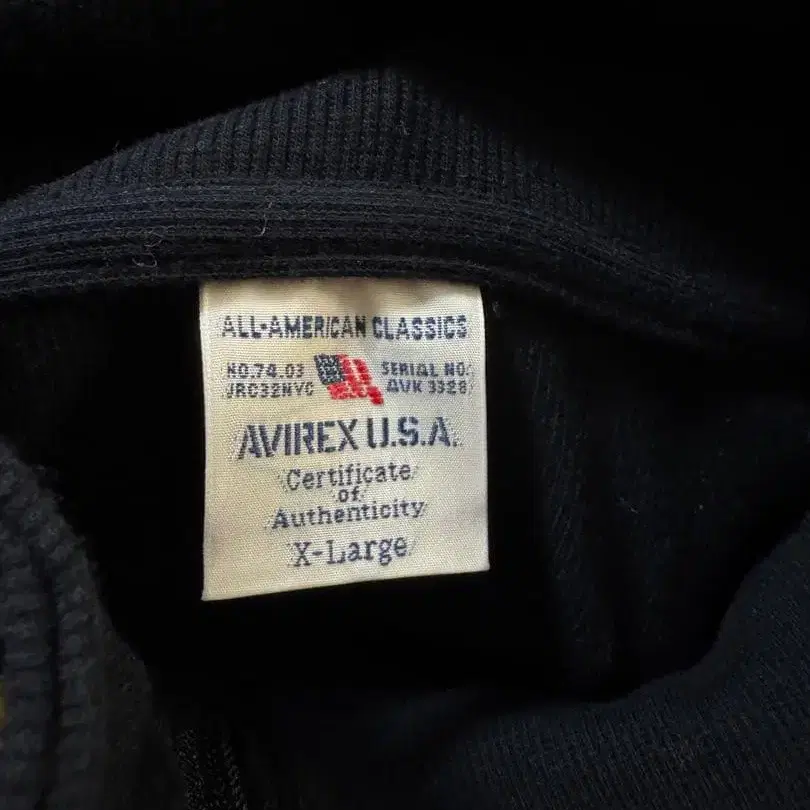 ALL-AMERICAN CLASSICS
NO.74.03 SERIAL NO.
JRC32NYC AVK 3328
AVIREX U.S.A.
Certificate
of
Authenticity
X-Large